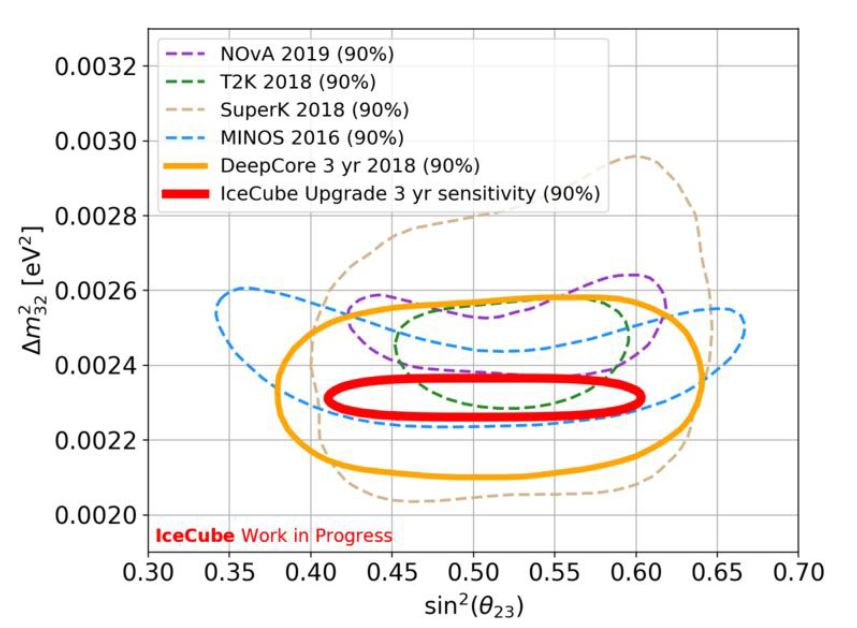 NOvA 2019 (90%)
T2K 2018 (90%)
SuperK 2018 (90%)
MINOS 2016 (90%)
DeepCore 3 yr 2018 (90%)
IceCube Upgrade 3 yr sensitivity (90%)
0.0032
0.0030
0.0028
0.0026
0.0024
0.0022
0.0020
Δm²₃₂ [eV²]
IceCube Work in Progress
0.30 0.35 0.40 0.45 0.50 0.55 0.60 0.65 0.70
sin²(θ₂₃)